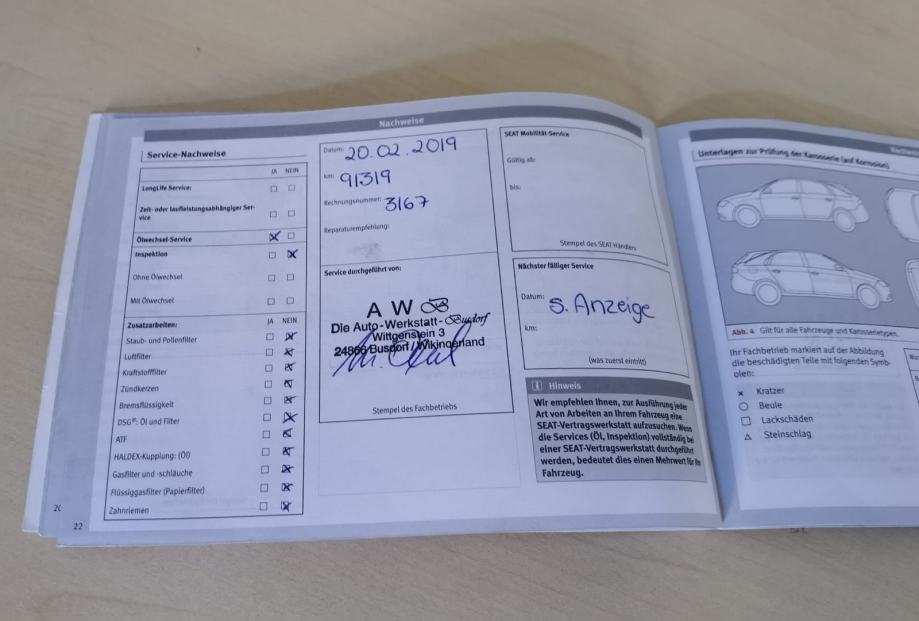 Nachweise
Service-Nachweise
JA NEIN
LongLife Service:
Zeit- oder laufleistungsabhängiger Ser-
vice
Ölwechsel-Service
Inspektion
Ohne Ölwechsel
Mit Ölwechsel
Zusatzarbeiten: JA NEIN
Staub- und Pollenfilter
Luftfilter
Kraftstofffilter
Zündkerzen
Bremsflüssigkeit
DSG®: Öl und Filter
ATF
HALDEX-Kupplung: (Öl)
Gasfilter und -schläuche
Flüssiggasfilter (Papierfilter)
Zahnriemen
22
Datum: 20.02.2019
km: 91319
Rechnungsnummer: 3167
Reparaturempfehlung:
Service durchgeführt von:
A W B
Die Auto-Werkstatt-Busdorf
Wittgenstein 3
24866 Busdorf / Wikingerland
Stempel des Fachbetriebs
SEAT Mobilität-Service
Gültig ab:
bis:
Stempel des SEAT Händlers
Nächster fälliger Service
Datum: S. Anzeige
km:
(was zuerst eintritt)
Hinweis
Wir empfehlen Ihnen, zur Ausführung jeder
Art von Arbeiten an Ihrem Fahrzeug eine
SEAT-Vertragswerkstatt aufzusuchen. Wenn
die Services (Öl, Inspektion) vollständig bei
einer SEAT-Vertragswerkstatt durchgeführt
werden, bedeutet dies einen Mehrwert für Ihr
Fahrzeug.
Unterlagen zur Prüfung der Karosserie (auf Korrosion)
Abb. 4 Gilt für alle Fahrzeuge und Karosserietypen.
Ihr Fachbetrieb markiert auf der Abbildung
die beschädigten Teile mit folgenden Symb-
olen:
Kratzer
Beule
Lackschäden
Steinschlag